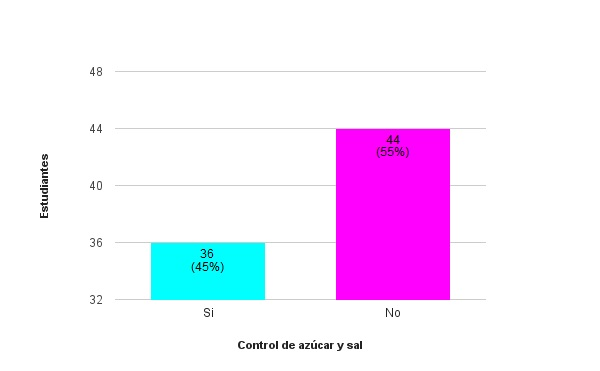 48
44
40
36
32
Estudiantes
36
(45%)
44
(55%)
Si
No
Control de azúcar y sal